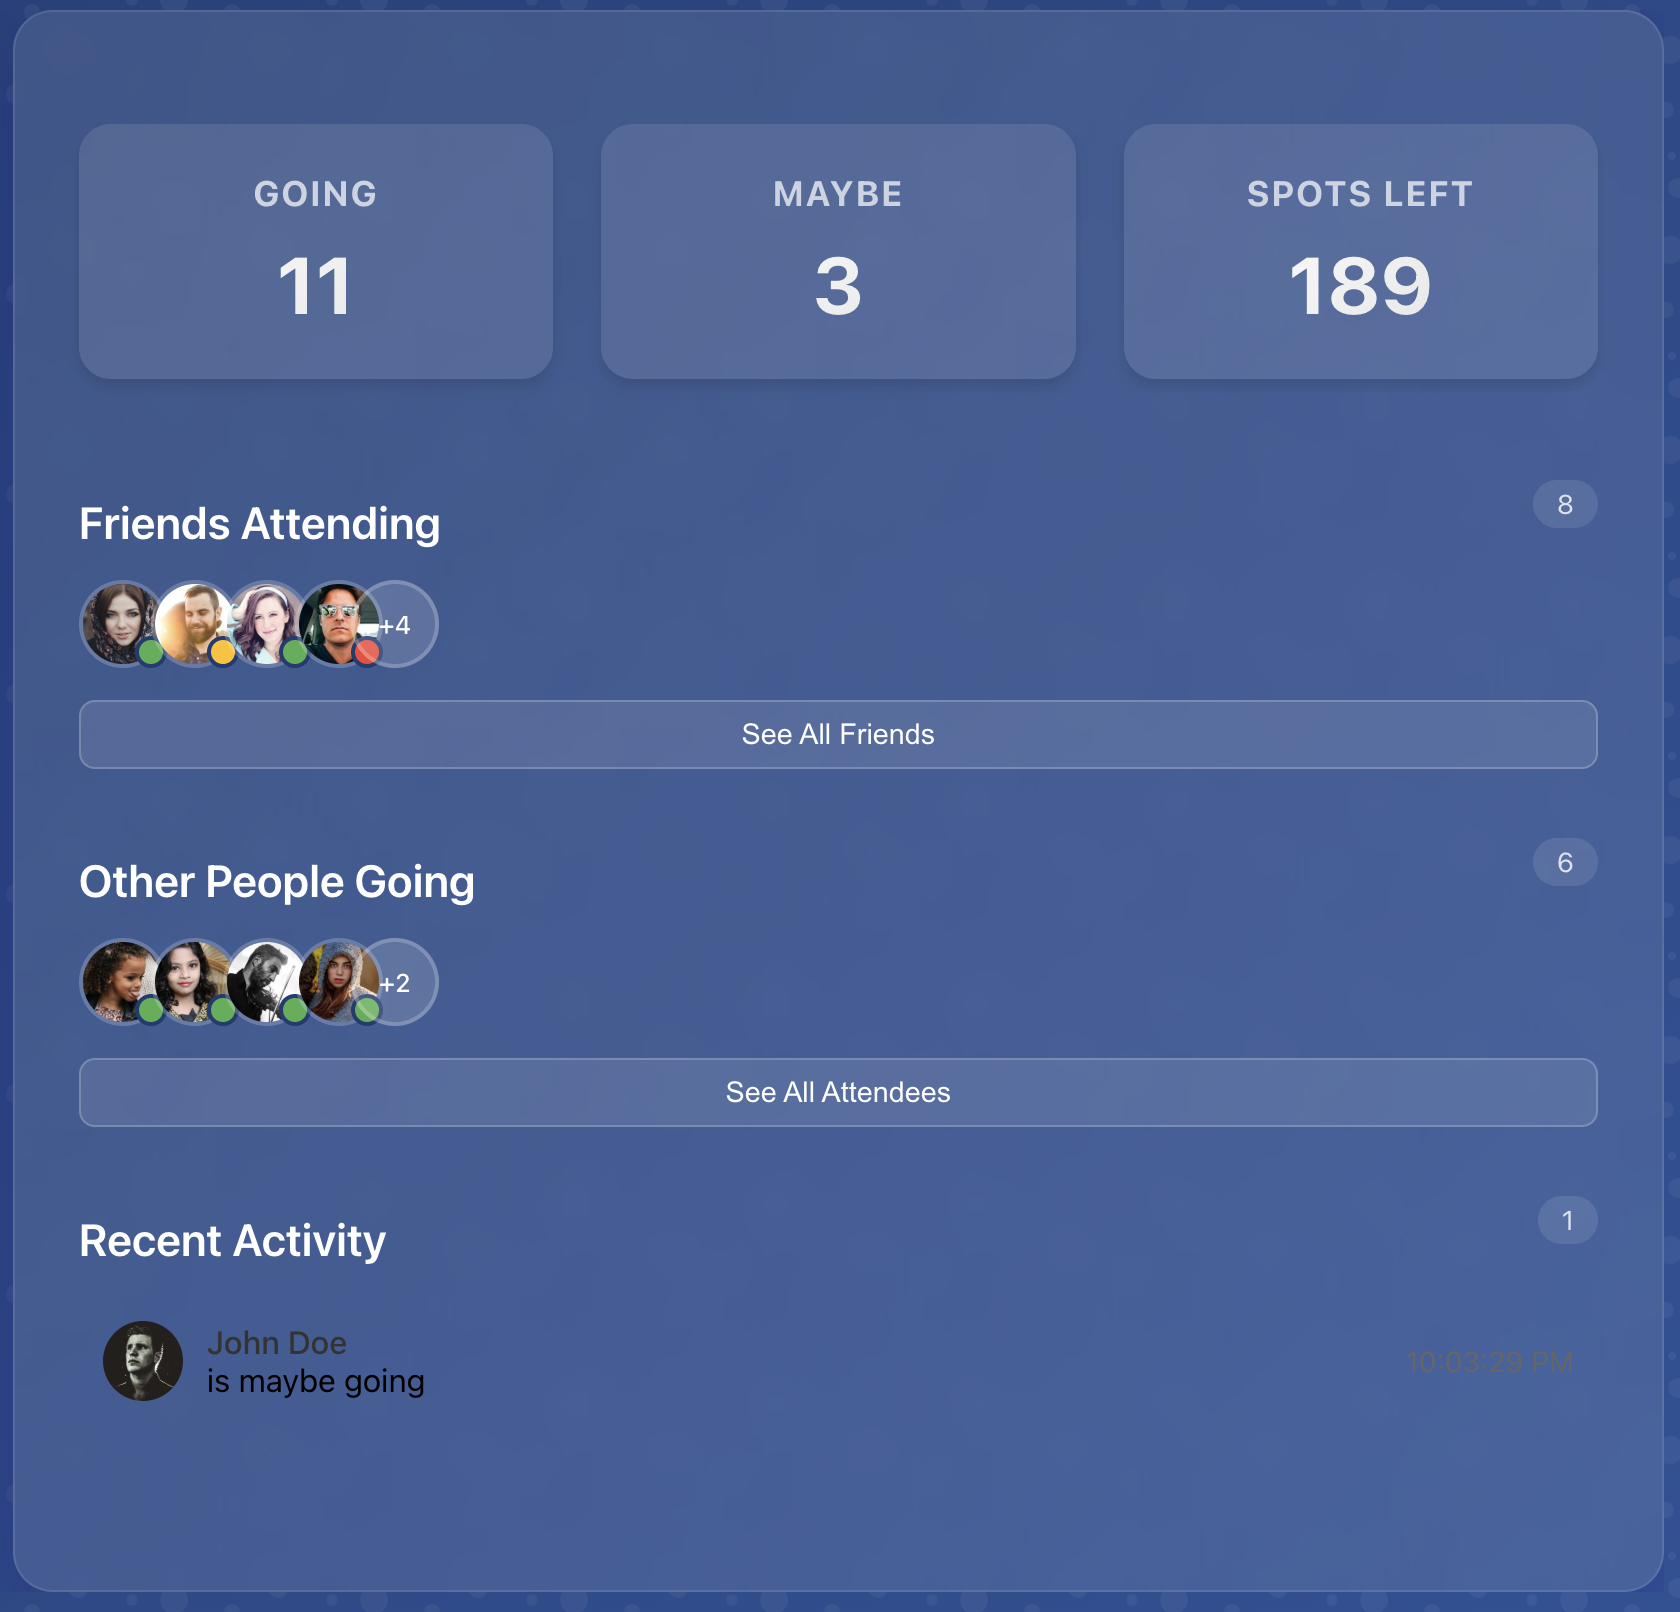 GOING
11
MAYBE
3
SPOTS LEFT
189
Friends Attending
8
+4
See All Friends
Other People Going
6
+2
See All Attendees
Recent Activity
1
John Doe
is maybe going
10:03:29 PM